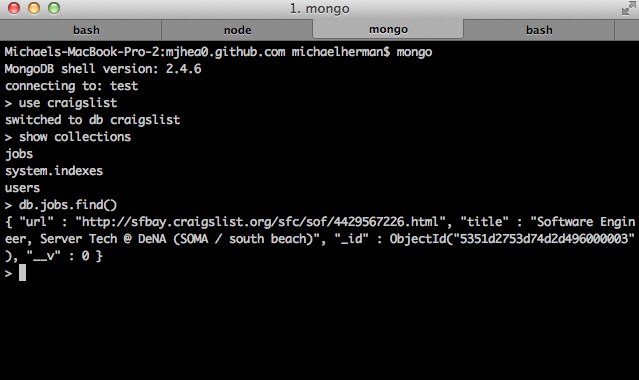 1. mongo
bash node mongo bash
Michaels-MacBook-Pro-2:mjhea0.github.com michaelherman$ mongo
MongoDB shell version: 2.4.6
connecting to: test
> use craigslist
switched to db craigslist
> show collections
jobs
system.indexes
users
> db.jobs.find()
{ "url" : "http://sfbay.craigslist.org/sfc/sof/4429567226.html", "title" : "Software Engin
eer, Server Tech @ DeNA (SOMA / south beach)", "_id" : ObjectId("5351d2753d74d2d496000003"
), "__v" : 0 }
>